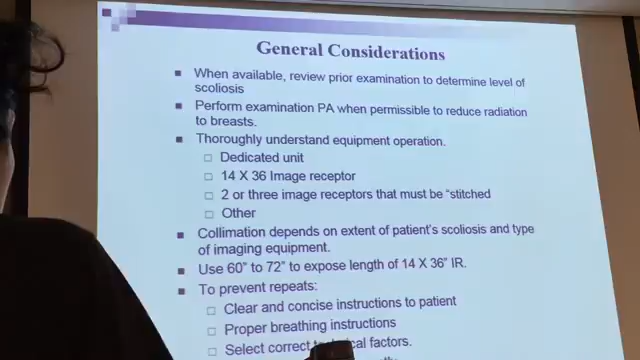 General Considerations
When available, review prior examination to determine level of
scoliosis
Perform examination PA when permissible to reduce radiation
to breasts.
Thoroughly understand equipment operation.
Dedicated unit
14 X 36 Image receptor
2 or three image receptors that must be “stitched
Other
Collimation depends on extent of patient's scoliosis and type
of imaging equipment.
Use 60” to 72” to expose length of 14 X 36” IR.
To prevent repeats:
Clear and concise instructions to patient
Proper breathing instructions
Select correct factors.